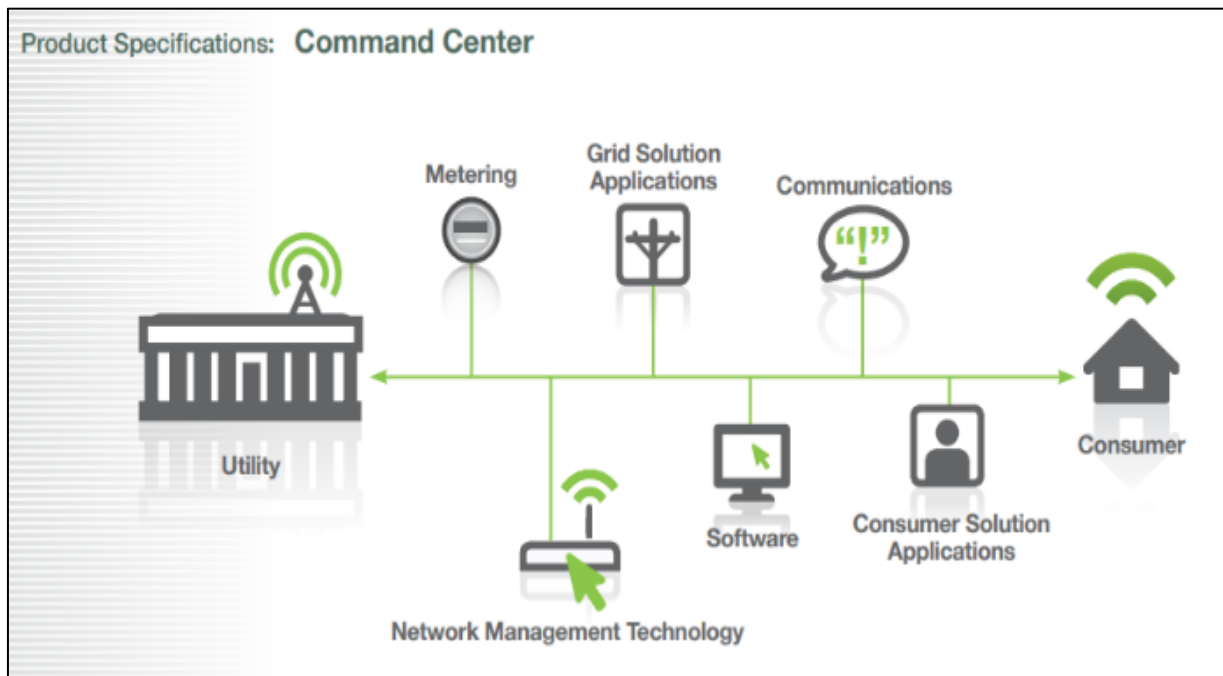 Product Specifications: Command Center
Grid Solution
Applications
Metering
Communications
“!”
Utility
Consumer
Software
Consumer Solution
Applications
Network Management Technology